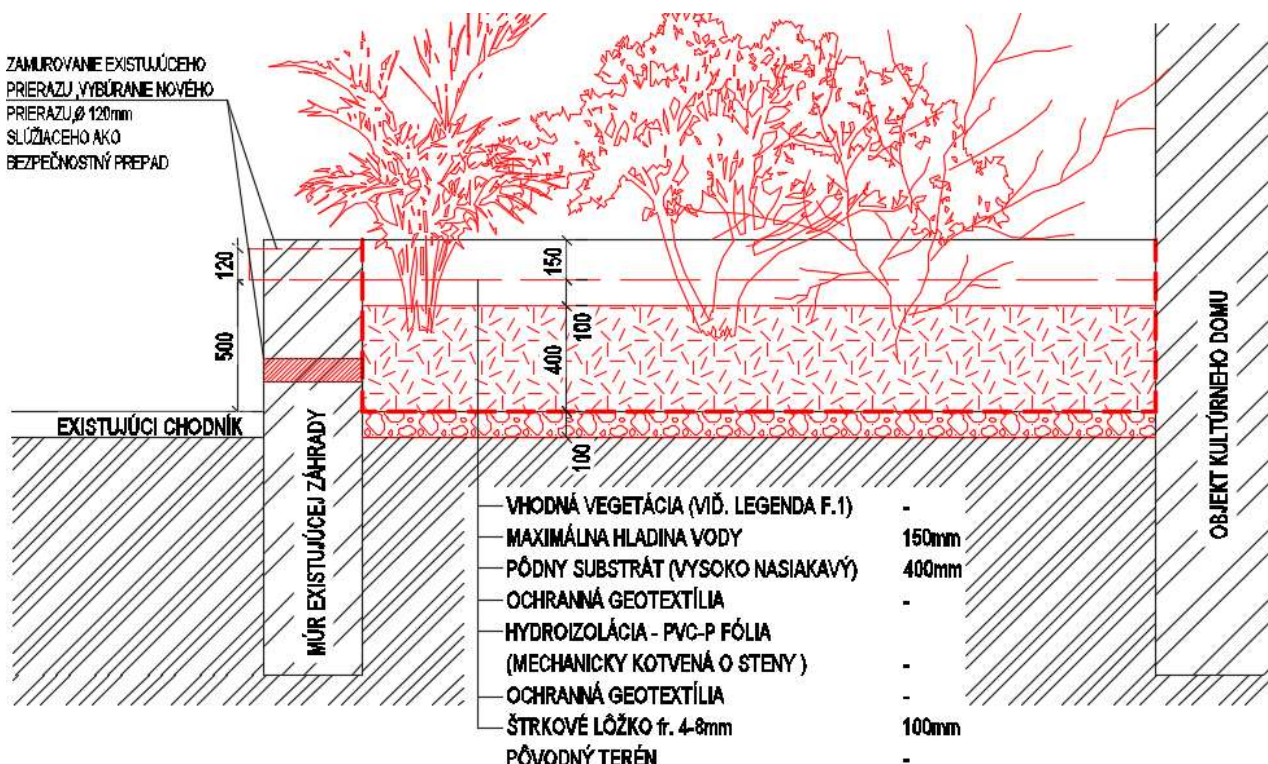 ZAMUROVANIE EXISTUJÚCEHO
PRIERAZU ,VYBÚRANIE NOVÉHO
PRIERAZU,Ø 120mm
SLÚŽIACEHO AKO
BEZPEČNOSTNÝ PREPAD
120
500
150
100
400
100
EXISTUJÚCI CHODNÍK
MÚR EXISTUJÚCEJ ZÁHRADY
OBJEKT KULTÚRNEHO DOMU
VHODNÁ VEGETÁCIA (VIĎ. LEGENDA F.1) -
MAXIMÁLNA HLADINA VODY 150mm
PÔDNY SUBSTRÁT (VYSOKO NASIAKAVÝ) 400mm
OCHRANNÁ GEOTEXTÍLIA -
HYDROIZOLÁCIA - PVC-P FÓLIA
(MECHANICKY KOTVENÁ O STENY ) -
OCHRANNÁ GEOTEXTÍLIA -
ŠTRKOVÉ LÔŽKO fr. 4-8mm 100mm
PÔVODNÝ TERÉN -